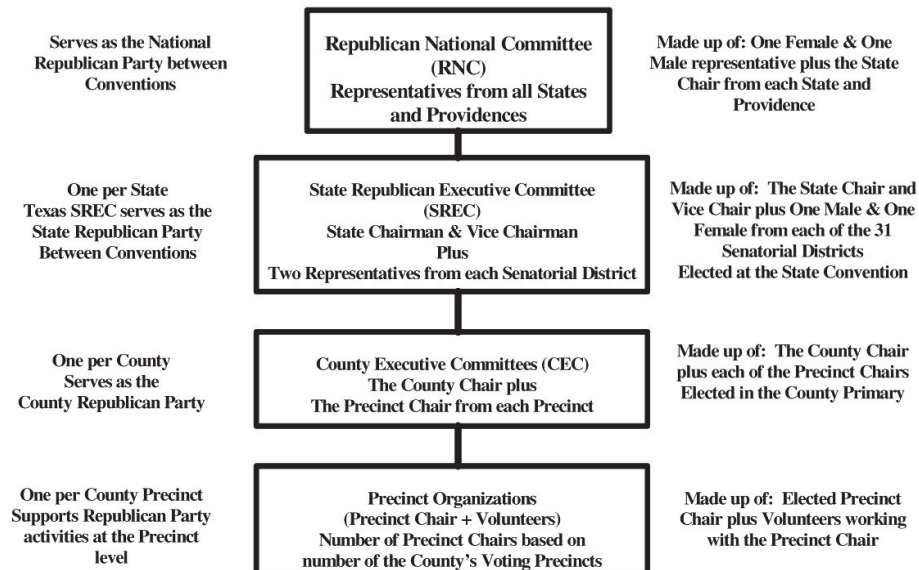 Serves as the National
Republican Party between
Conventions
Republican National Committee
(RNC)
Representatives from all States
and Providences
Made up of: One Female & One
Male representative plus the State
Chair from each State and
Providence
One per State
Texas SREC serves as the
State Republican Party
Between Conventions
State Republican Executive Committee
(SREC)
State Chairman & Vice Chairman
Plus
Two Representatives from each Senatorial District
Made up of: The State Chair and
Vice Chair plus One Male & One
Female from each of the 31
Senatorial Districts
Elected at the State Convention
One per County
Serves as the
County Republican Party
County Executive Committees (CEC)
The County Chair plus
The Precinct Chair from each Precinct
Made up of: The County Chair
plus each of the Precinct Chairs
Elected in the County Primary
One per County Precinct
Supports Republican Party
activities at the Precinct
level
Precinct Organizations
(Precinct Chair + Volunteers)
Number of Precinct Chairs based on
number of the County's Voting Precincts
Made up of: Elected Precinct
Chair plus Volunteers working
with the Precinct Chair